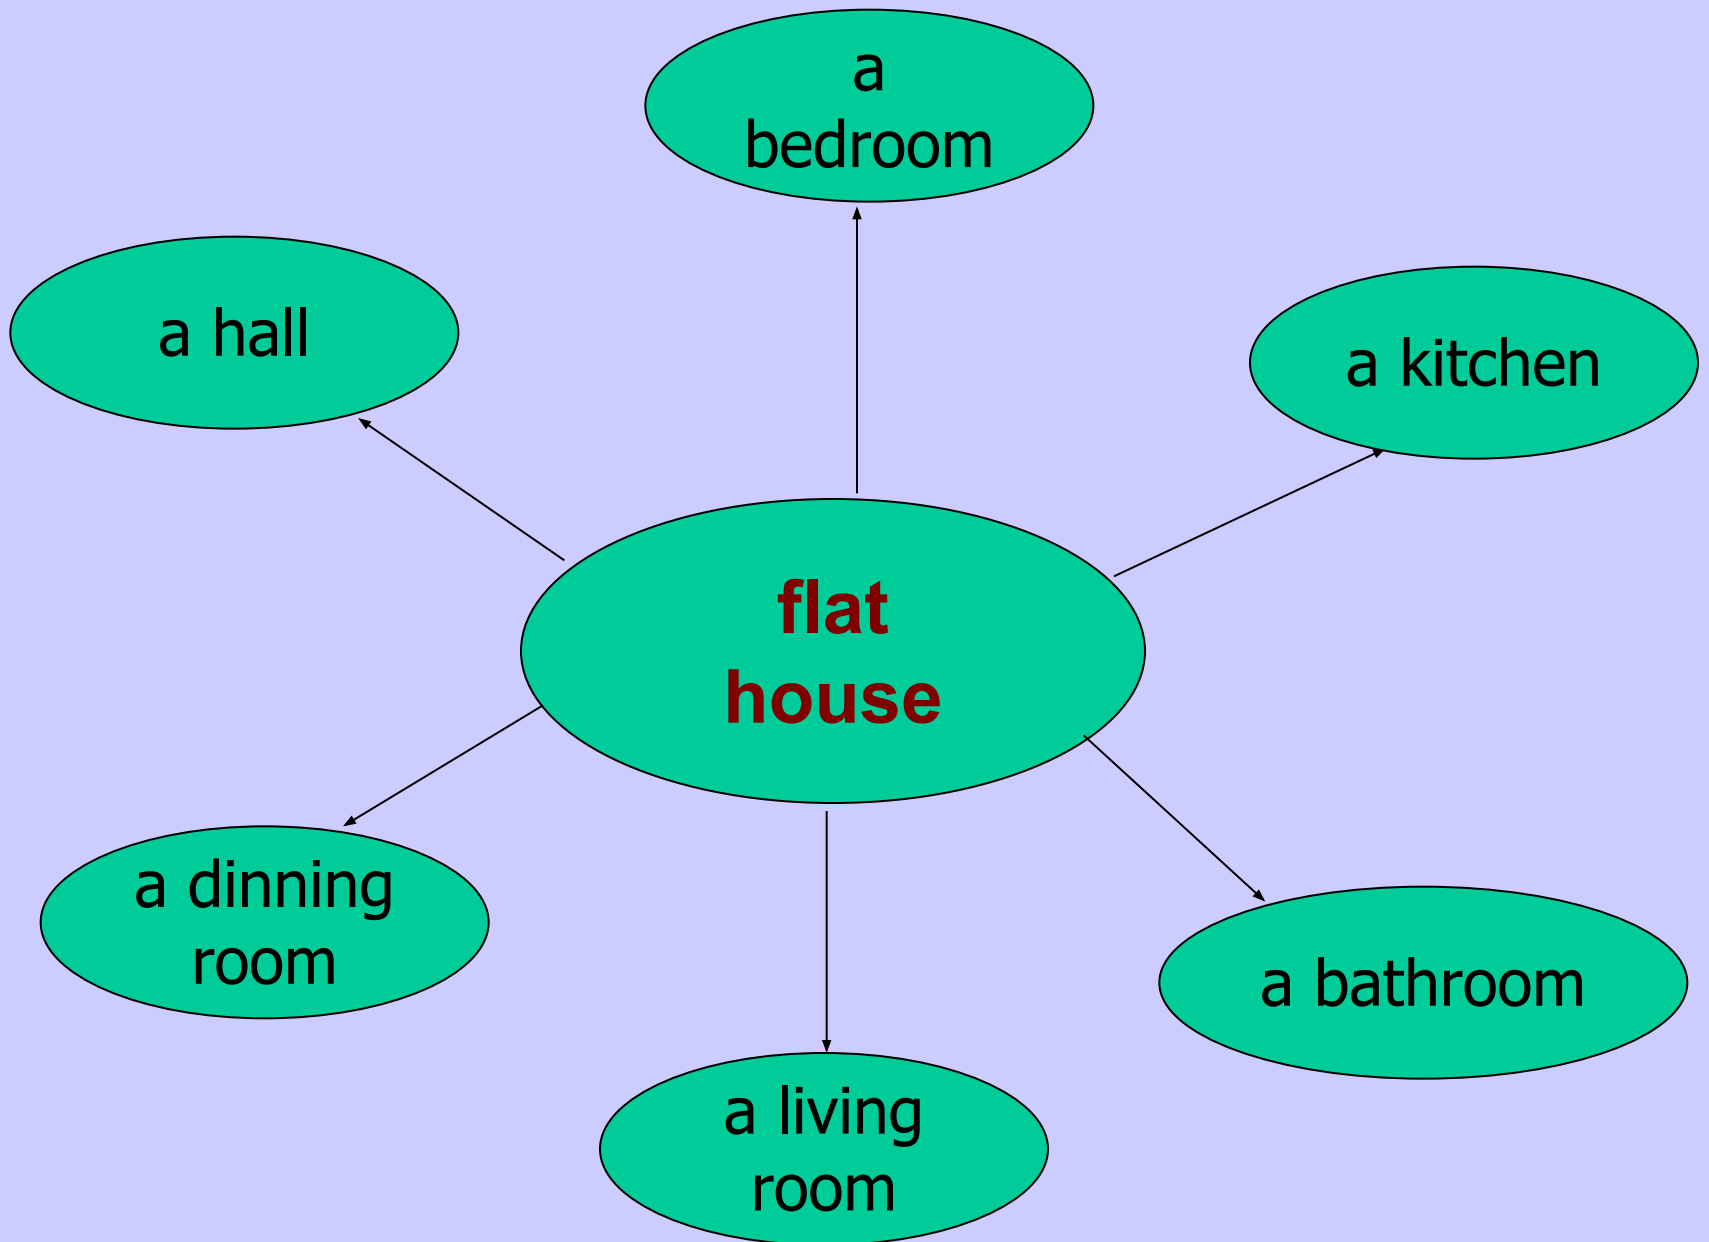 a
bedroom
a hall
a kitchen
flat
house
a dinning
room
a bathroom
a living
room